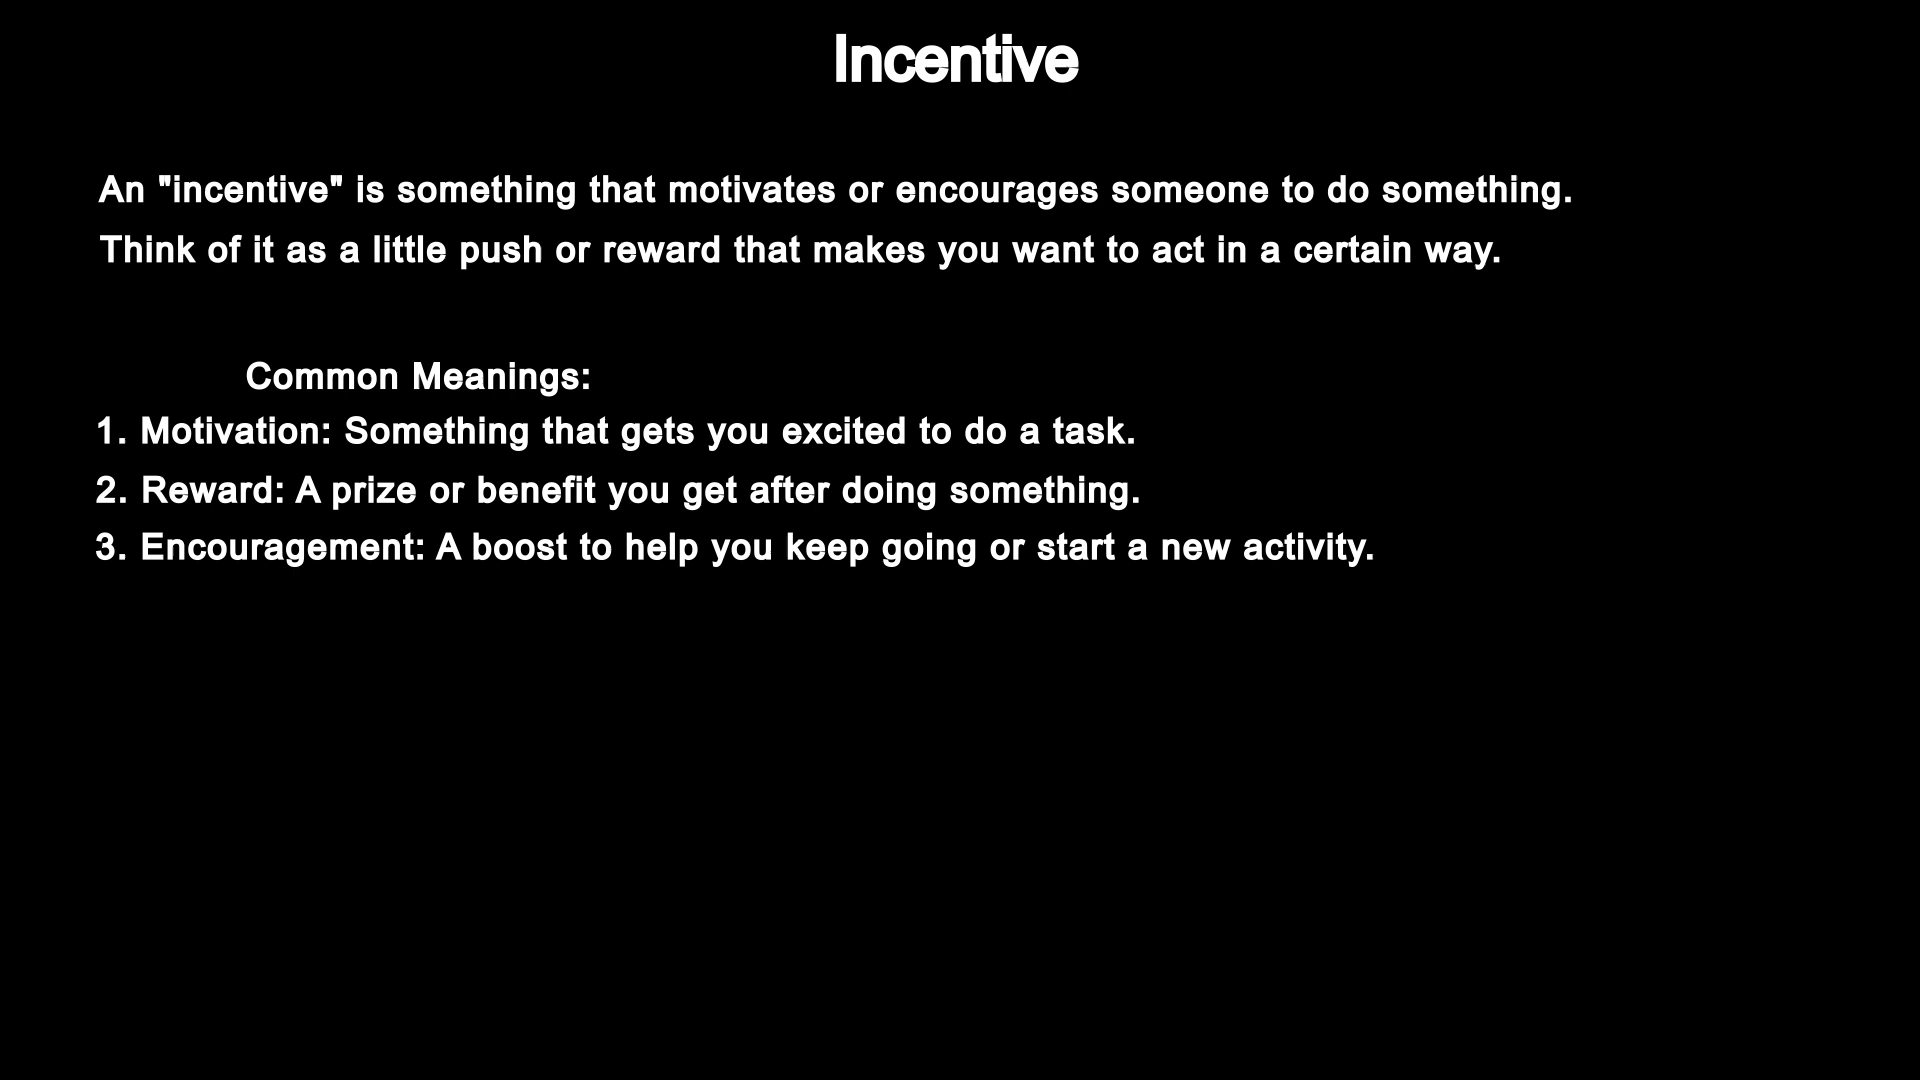 Incentive
An "incentive" is something that motivates or encourages someone to do something.
Think of it as a little push or reward that makes you want to act in a certain way.
Common Meanings:
1. Motivation: Something that gets you excited to do a task.
2. Reward: A prize or benefit you get after doing something.
3. Encouragement: A boost to help you keep going or start a new activity.